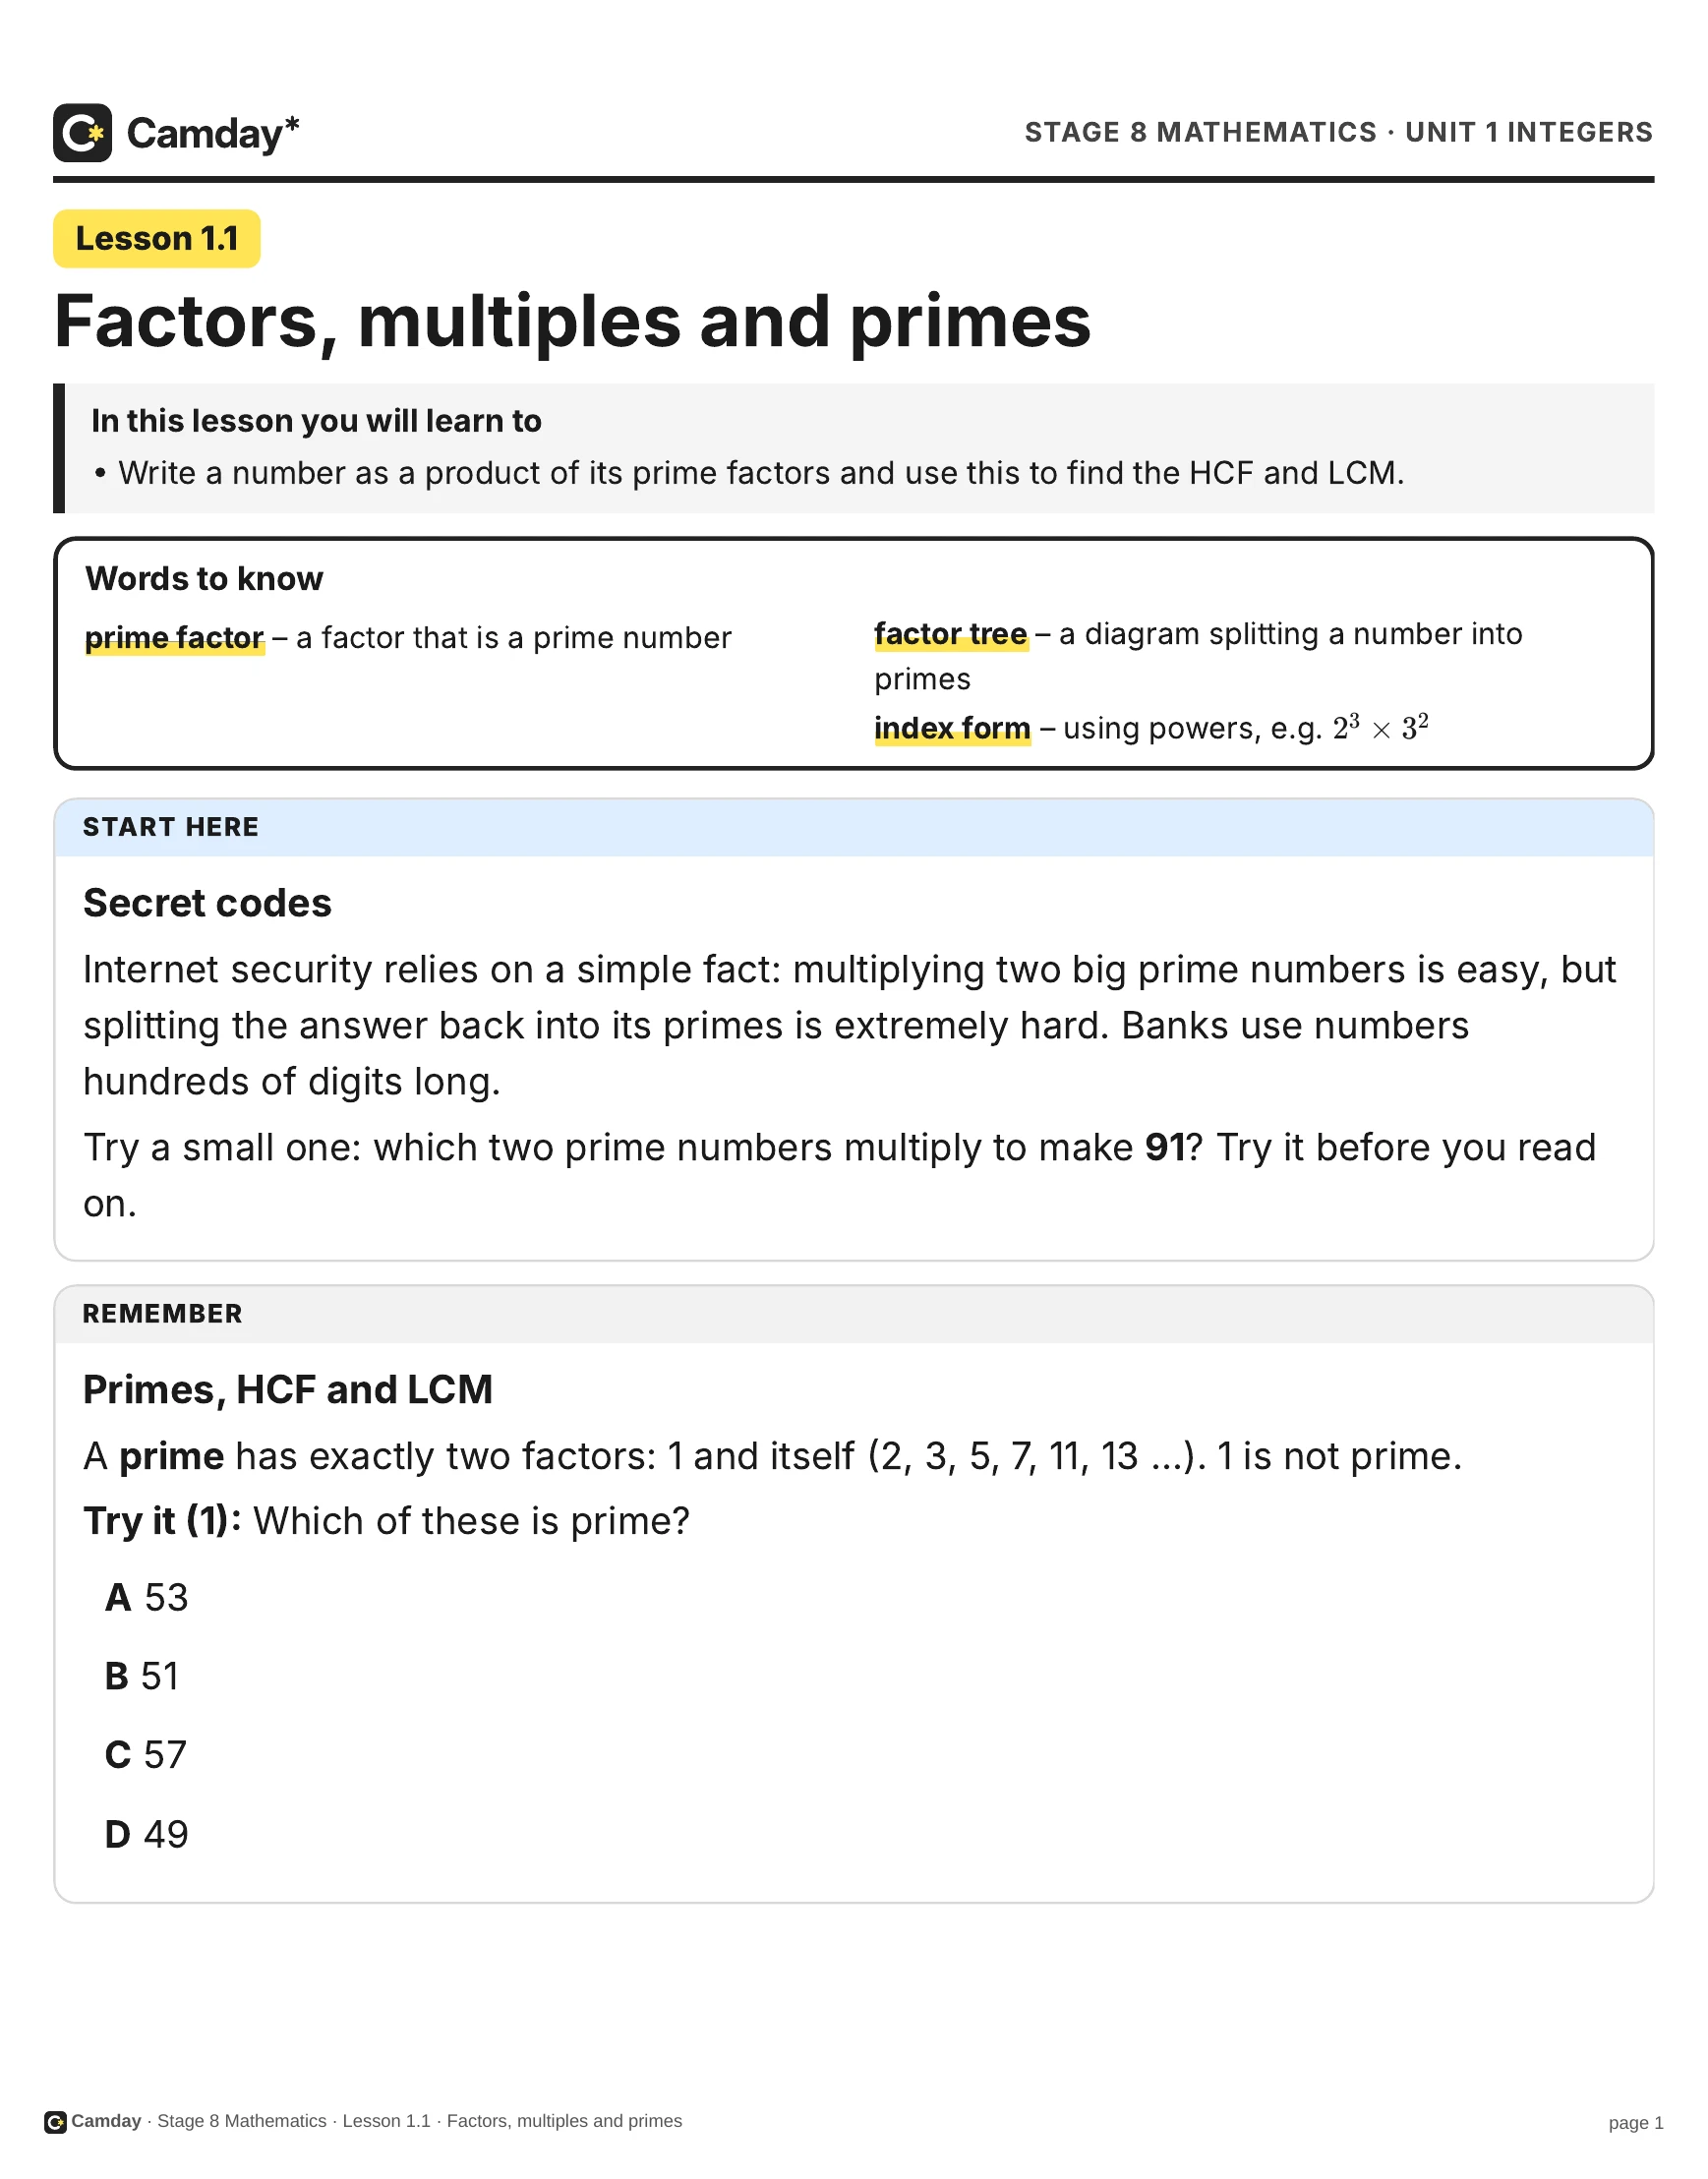 Camday*
STAGE 8 MATHEMATICS · UNIT 1 INTEGERS
Lesson 1.1
Factors, multiples and primes
In this lesson you will learn to
• Write a number as a product of its prime factors and use this to find the HCF and LCM.
Words to know
prime factor – a factor that is a prime number
factor tree – a diagram splitting a number into
primes
index form – using powers, e.g. 2³ × 3²
START HERE
Secret codes
Internet security relies on a simple fact: multiplying two big prime numbers is easy, but
splitting the answer back into its primes is extremely hard. Banks use numbers
hundreds of digits long.
Try a small one: which two prime numbers multiply to make 91? Try it before you read
on.
REMEMBER
Primes, HCF and LCM
A prime has exactly two factors: 1 and itself (2, 3, 5, 7, 11, 13 …). 1 is not prime.
Try it (1): Which of these is prime?
A 53
B 51
C 57
D 49
Camday · Stage 8 Mathematics · Lesson 1.1 · Factors, multiples and primes
page 1